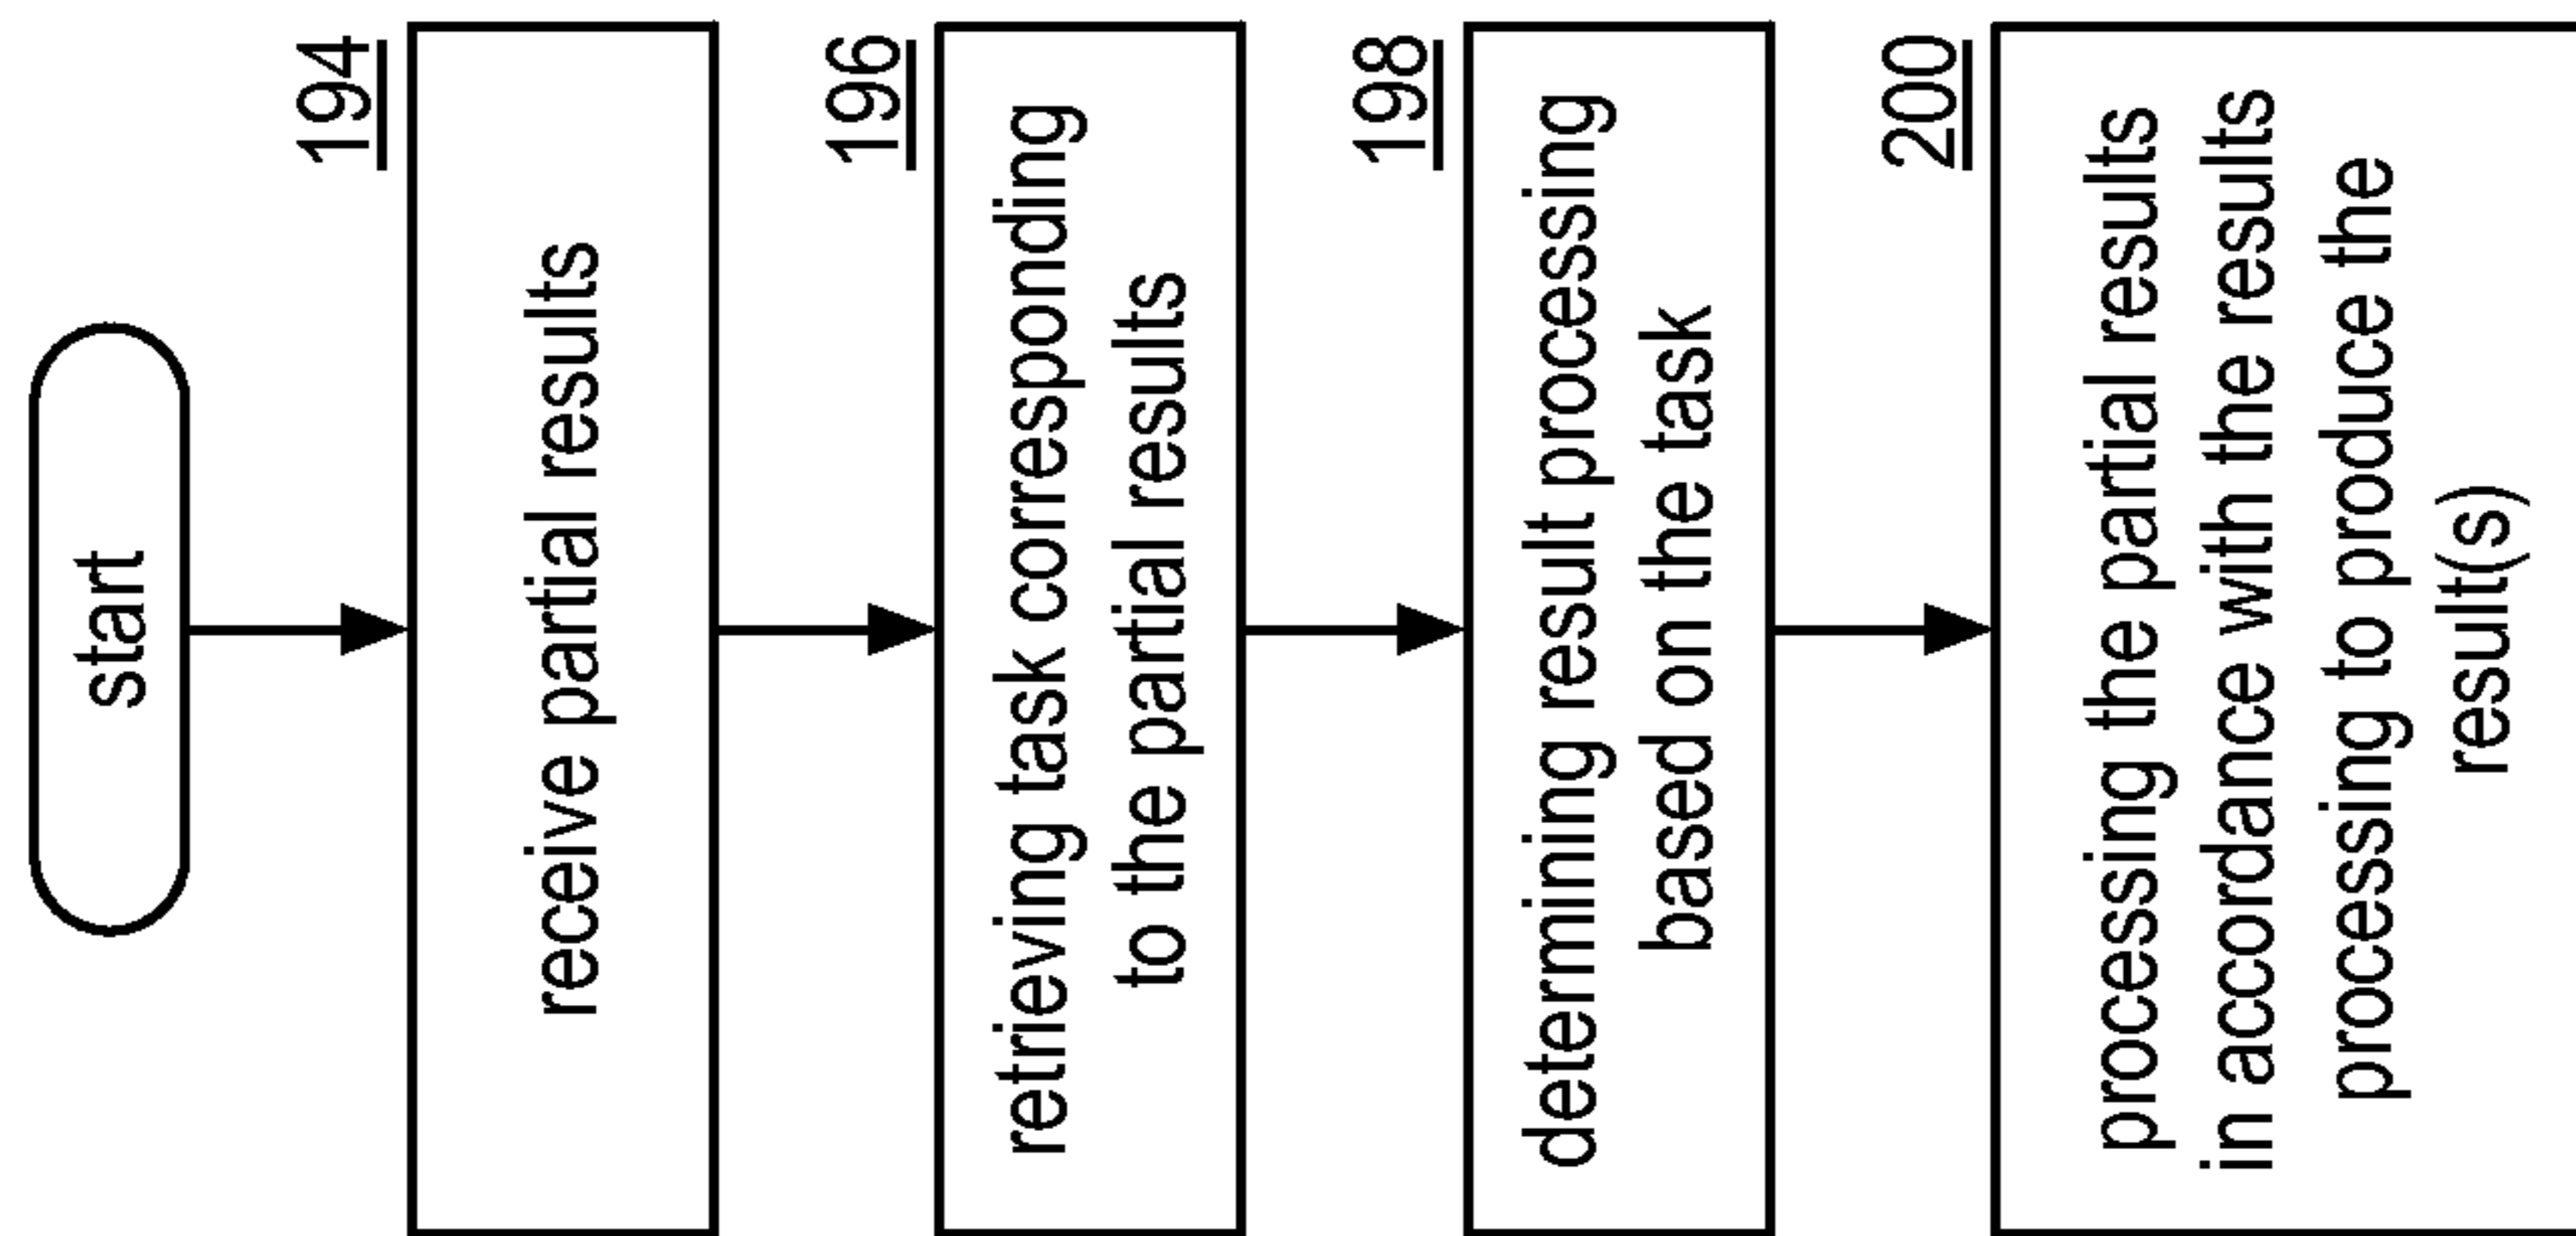 start
194
receive partial results
196
retrieving task corresponding
to the partial results
198
determining result processing
based on the task
200
processing the partial results
in accordance with the results
processing to produce the
result(s)